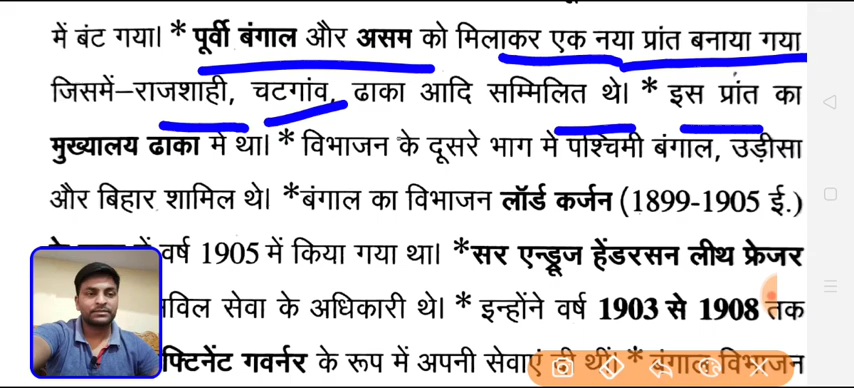 में बंट गया। * पूर्वी बंगाल और असम को मिलाकर एक नया प्रांत बनाया गया
जिसमें–राजशाही, चटगांव, ढाका आदि सम्मिलित थे। * इस प्रांत का
मुख्यालय ढाका में था। * विभाजन के दूसरे भाग में पश्चिमी बंगाल, उड़ीसा
और बिहार शामिल थे। *बंगाल का विभाजन लॉर्ड कर्जन (1899-1905 ई.)
में वर्ष 1905 में किया गया था। *सर एन्ड्रूज हेंडरसन लीथ फ्रेजर
सेवा के अधिकारी थे। * इन्होंने वर्ष 1903 से 1908 तक
गवर्नर के रूप में अपनी सेवाएं दी थीं। * बंगाल विभाजन